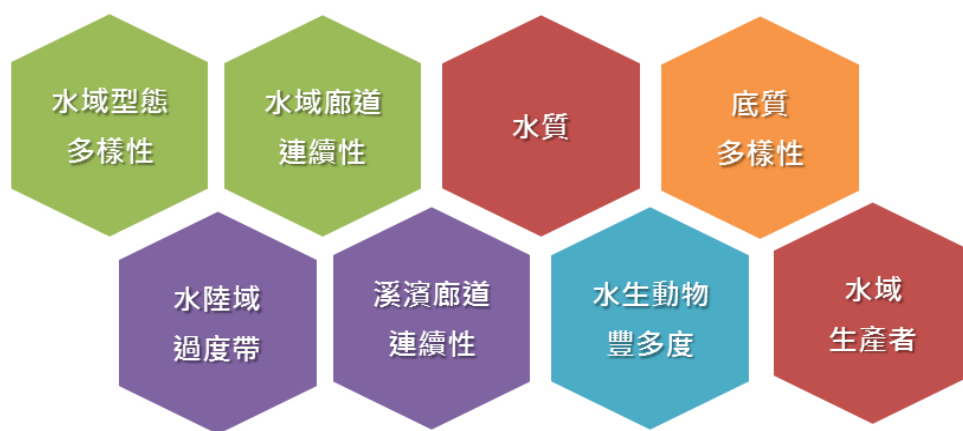 水域型態
多樣性
水域廊道
連續性
水質
底質
多樣性
水陸域
過度帶
溪濱廊道
連續性
水生動物
豐多度
水域
生產者